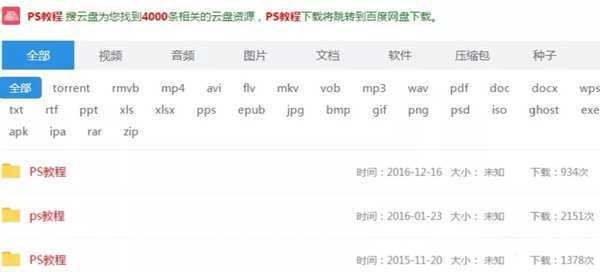 PS教程 搜云盘为您找到4000条相关的云盘资源，PS教程下载将跳转到百度网盘下载。
全部 视频 音频 图片 文档 软件 压缩包 种子
全部 torrent rmvb mp4 avi flv mkv vob mp3 wav pdf doc docx wps
txt rtf ppt xls xlsx pps epub jpg bmp gif png psd iso ghost exe
apk ipa rar zip
PS教程 时间：2016-12-16 大小： 未知 下载：934次
ps教程 时间：2016-01-23 大小： 未知 下载：2151次
PS教程 时间：2015-11-20 大小： 未知 下载：1378次